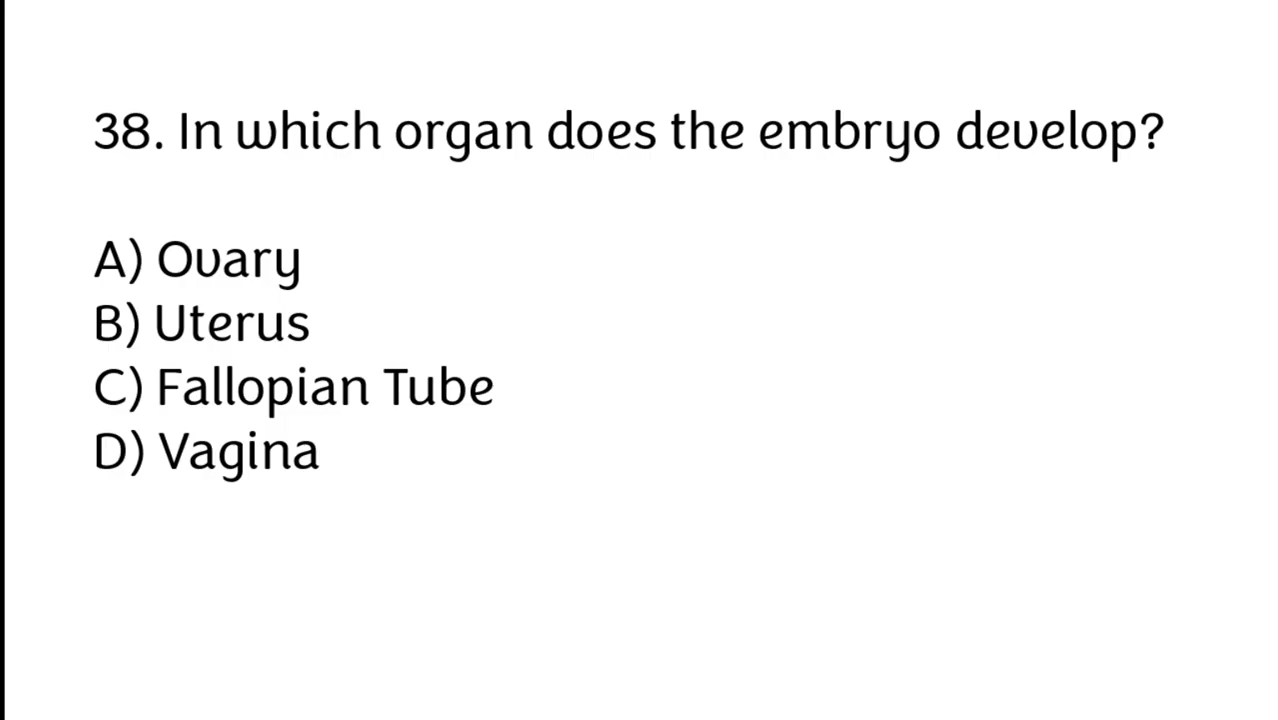 38. In which organ does the embryo develop?
A) Ovary
B) Uterus
C) Fallopian Tube
D) Vagina